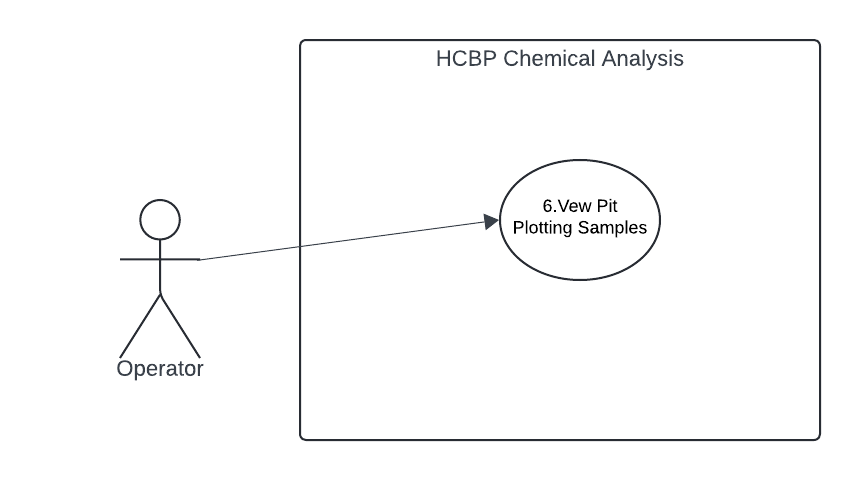 HCBP Chemical Analysis
6.Vew Pit
Plotting Samples
Operator